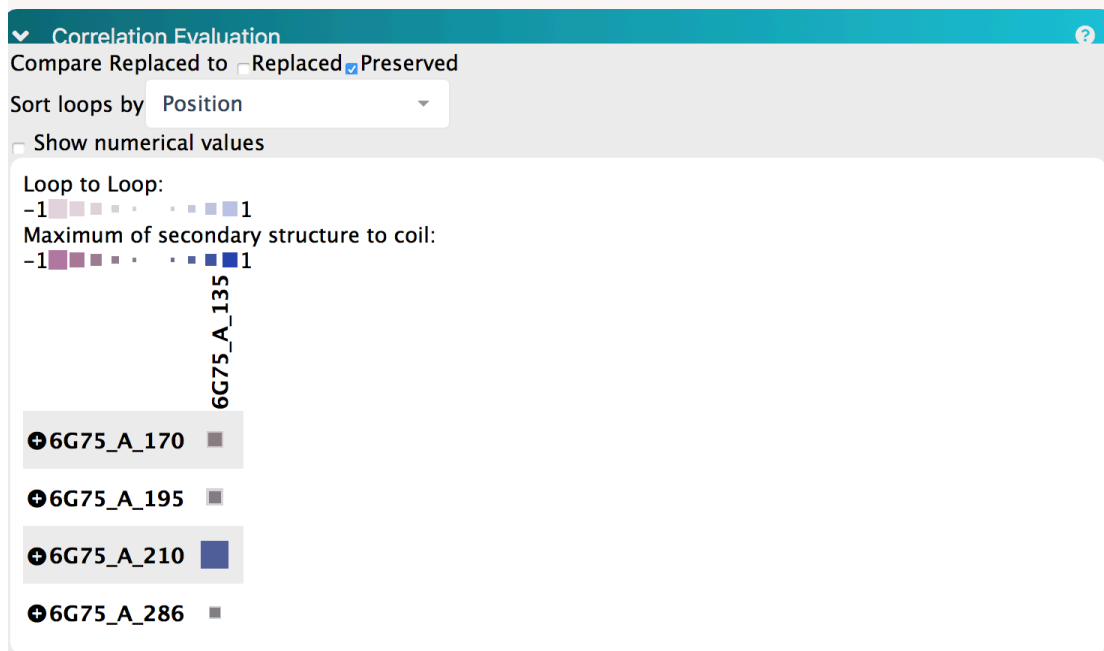 Correlation Evaluation ?
Compare Replaced to Replaced Preserved
Sort loops by Position
Show numerical values
Loop to Loop:
-1 1
Maximum of secondary structure to coil:
-1 1
6G75_A_135
6G75_A_170
6G75_A_195
6G75_A_210
6G75_A_286